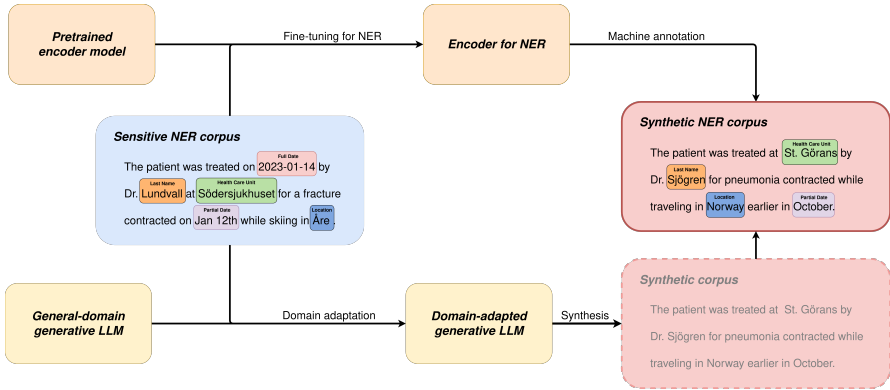 Pretrained
encoder model
Fine-tuning for NER
Encoder for NER
Machine annotation
Sensitive NER corpus
Full Date
The patient was treated on 2023-01-14 by
Last Name Health Care Unit
Dr. Lundvall at Södersjukhuset for a fracture
Partial Date Location
contracted on Jan 12th while skiing in Åre .
Synthetic NER corpus
Health Care Unit
The patient was treated at St. Görans by
Last Name
Dr. Sjögren for pneumonia contracted while
Location Partial Date
traveling in Norway earlier in October.
General-domain
generative LLM
Domain adaptation
Domain-adapted
generative LLM
Synthesis
Synthetic corpus
The patient was treated at St. Görans by
Dr. Sjögren for pneumonia contracted while
traveling in Norway earlier in October.